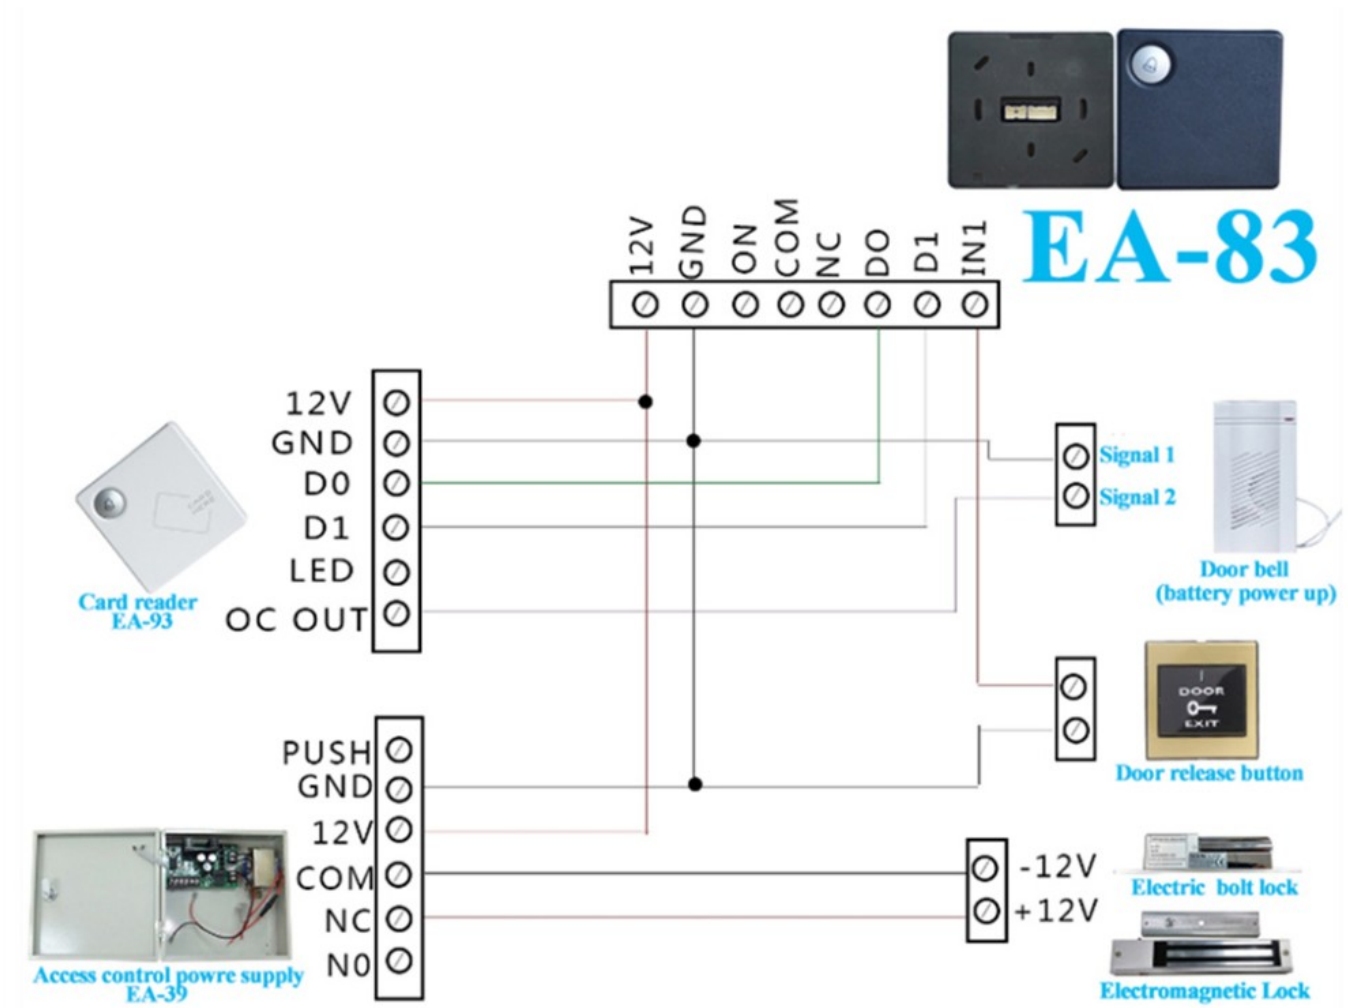 EA-83
12V
GND
ON
COM
NC
DO
D1
IN1
12V
GND
D0
D1
LED
OC OUT
Card reader
EA-93
Signal 1
Signal 2
Door bell
(battery power up)
DOOR
EXIT
Door release button
PUSH
GND
12V
COM
NC
N0
Access control powre supply
EA-39
-12V
+12V
Electric bolt lock
Electromagnetic Lock